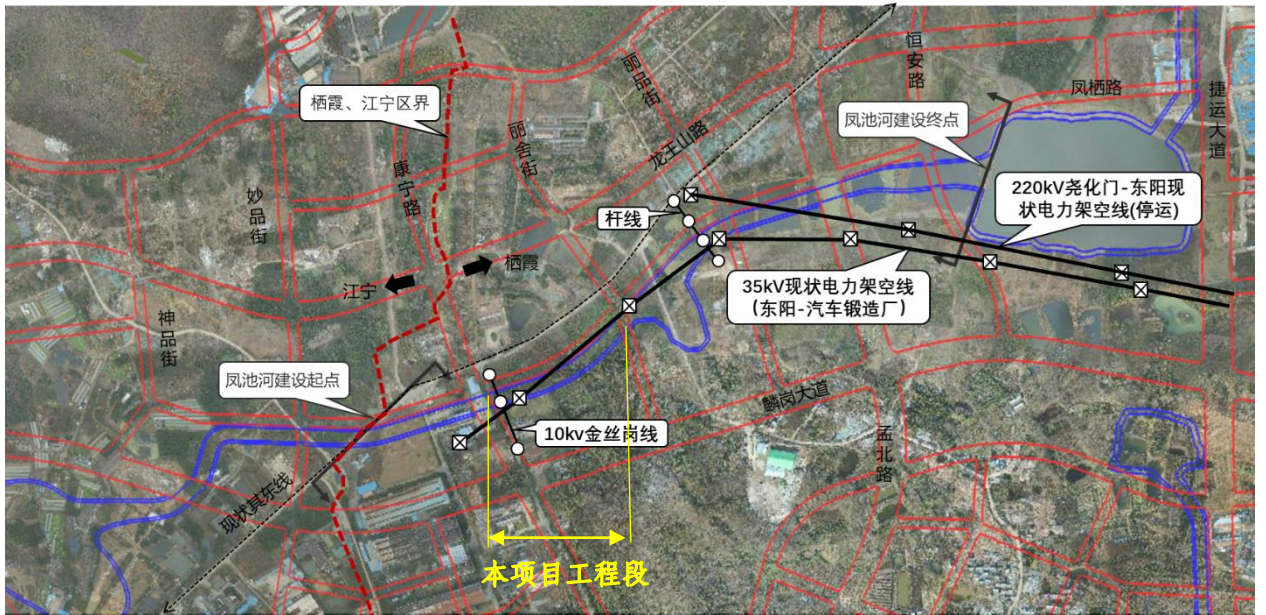 栖霞、江宁区界
丽品街
恒安路
凤栖路
捷运大道
丽舍街
龙王山路
凤池河建设终点
康宁路
妙品街
杆线
220kV尧化门-东阳现
状电力架空线(停运)
栖霞
江宁
35kV现状电力架空线
(东阳-汽车锻造厂)
神品街
凤池河建设起点
麟岗大道
10kv金丝岗线
孟北路
现状其东线
本项目工程段